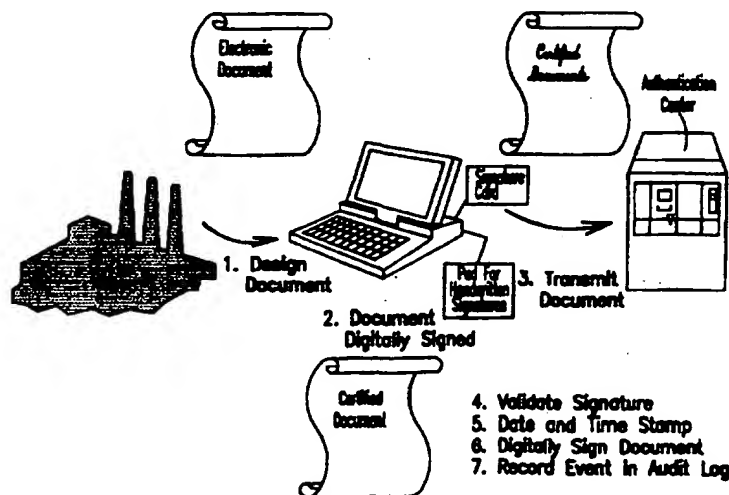 Electronic
Document
Certified
Documents
Authentication
Center
Signature
Card
1. Design
Document
Pad For
Handwritten
Signatures
3. Transmit
Document
2. Document
Digitally Signed
Certified
Document
4. Validate Signature
5. Date and Time Stamp
6. Digitally Sign Document
7. Record Event in Audit Log